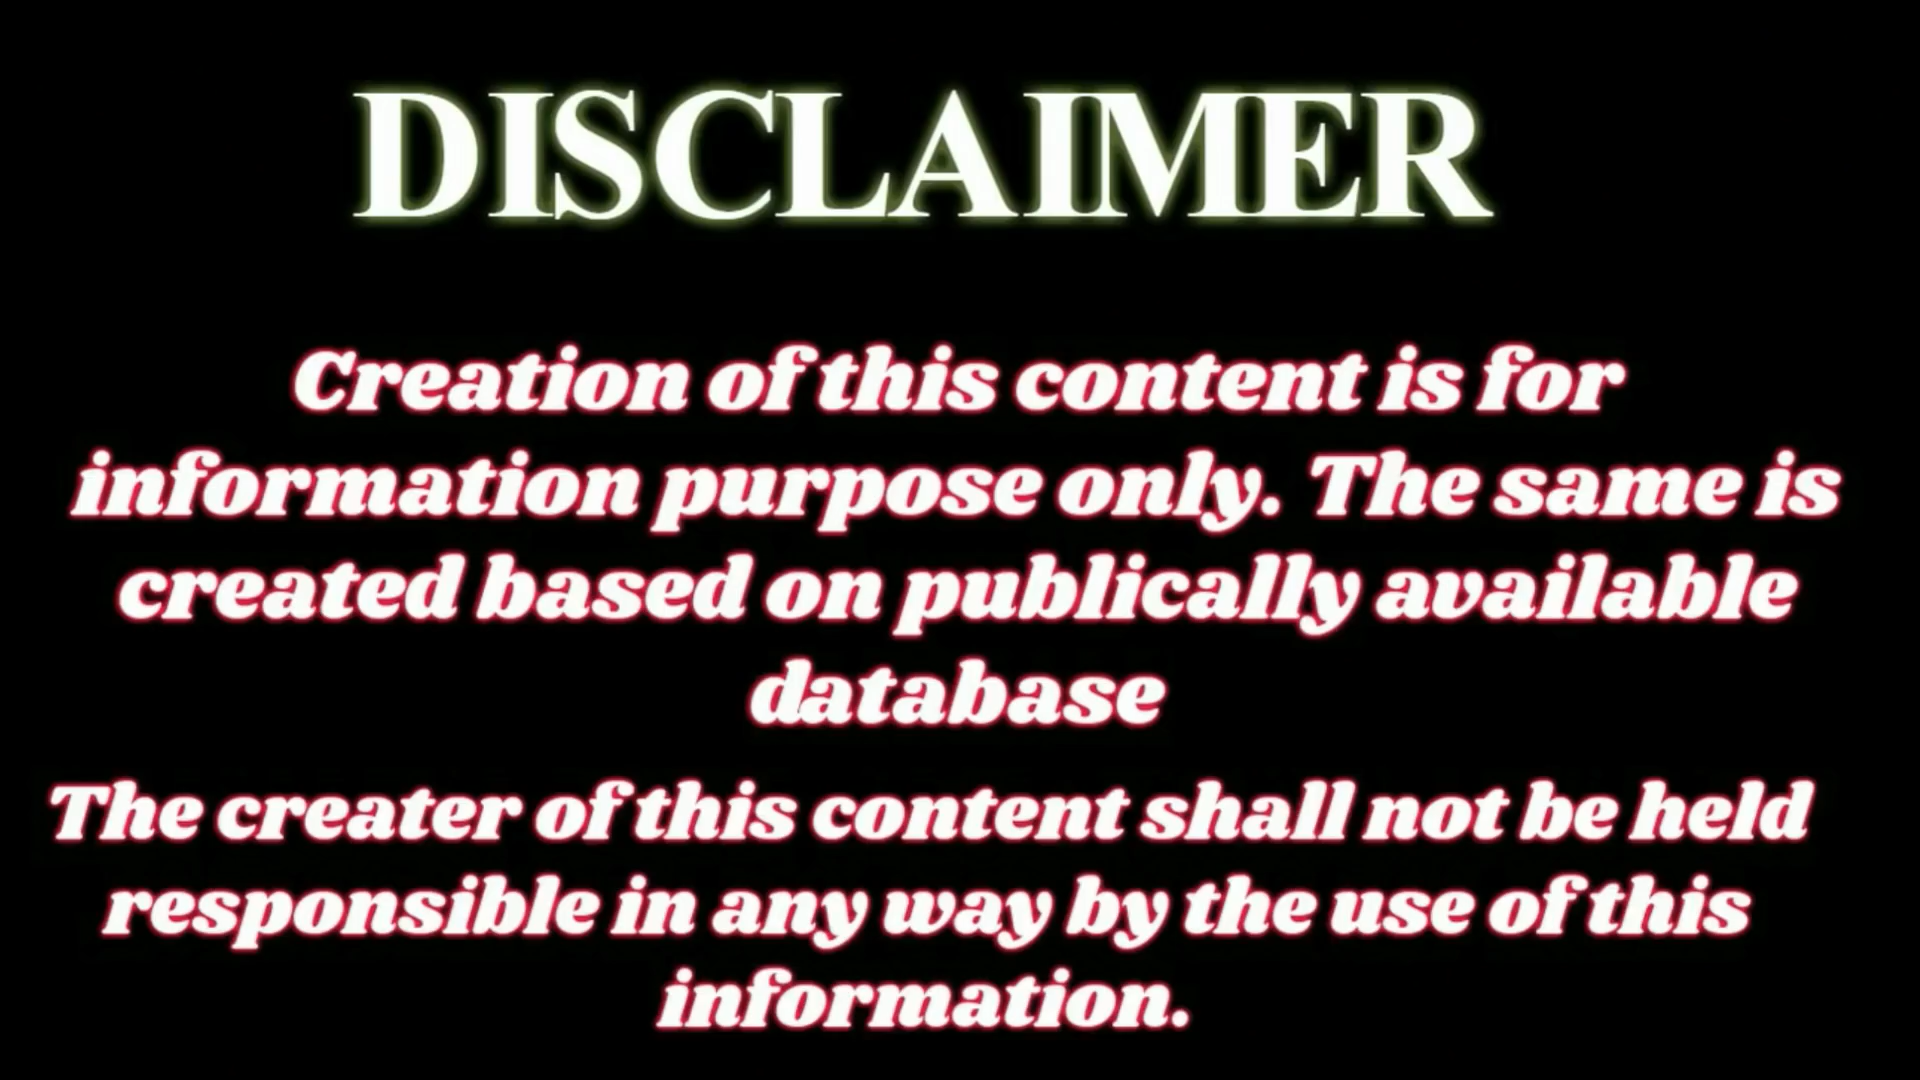 DISCLAIMER
Creation of this content is for
information purpose only. The same is
created based on publically available
database
The creater of this content shall not be held
responsible in any way by the use of this
information.